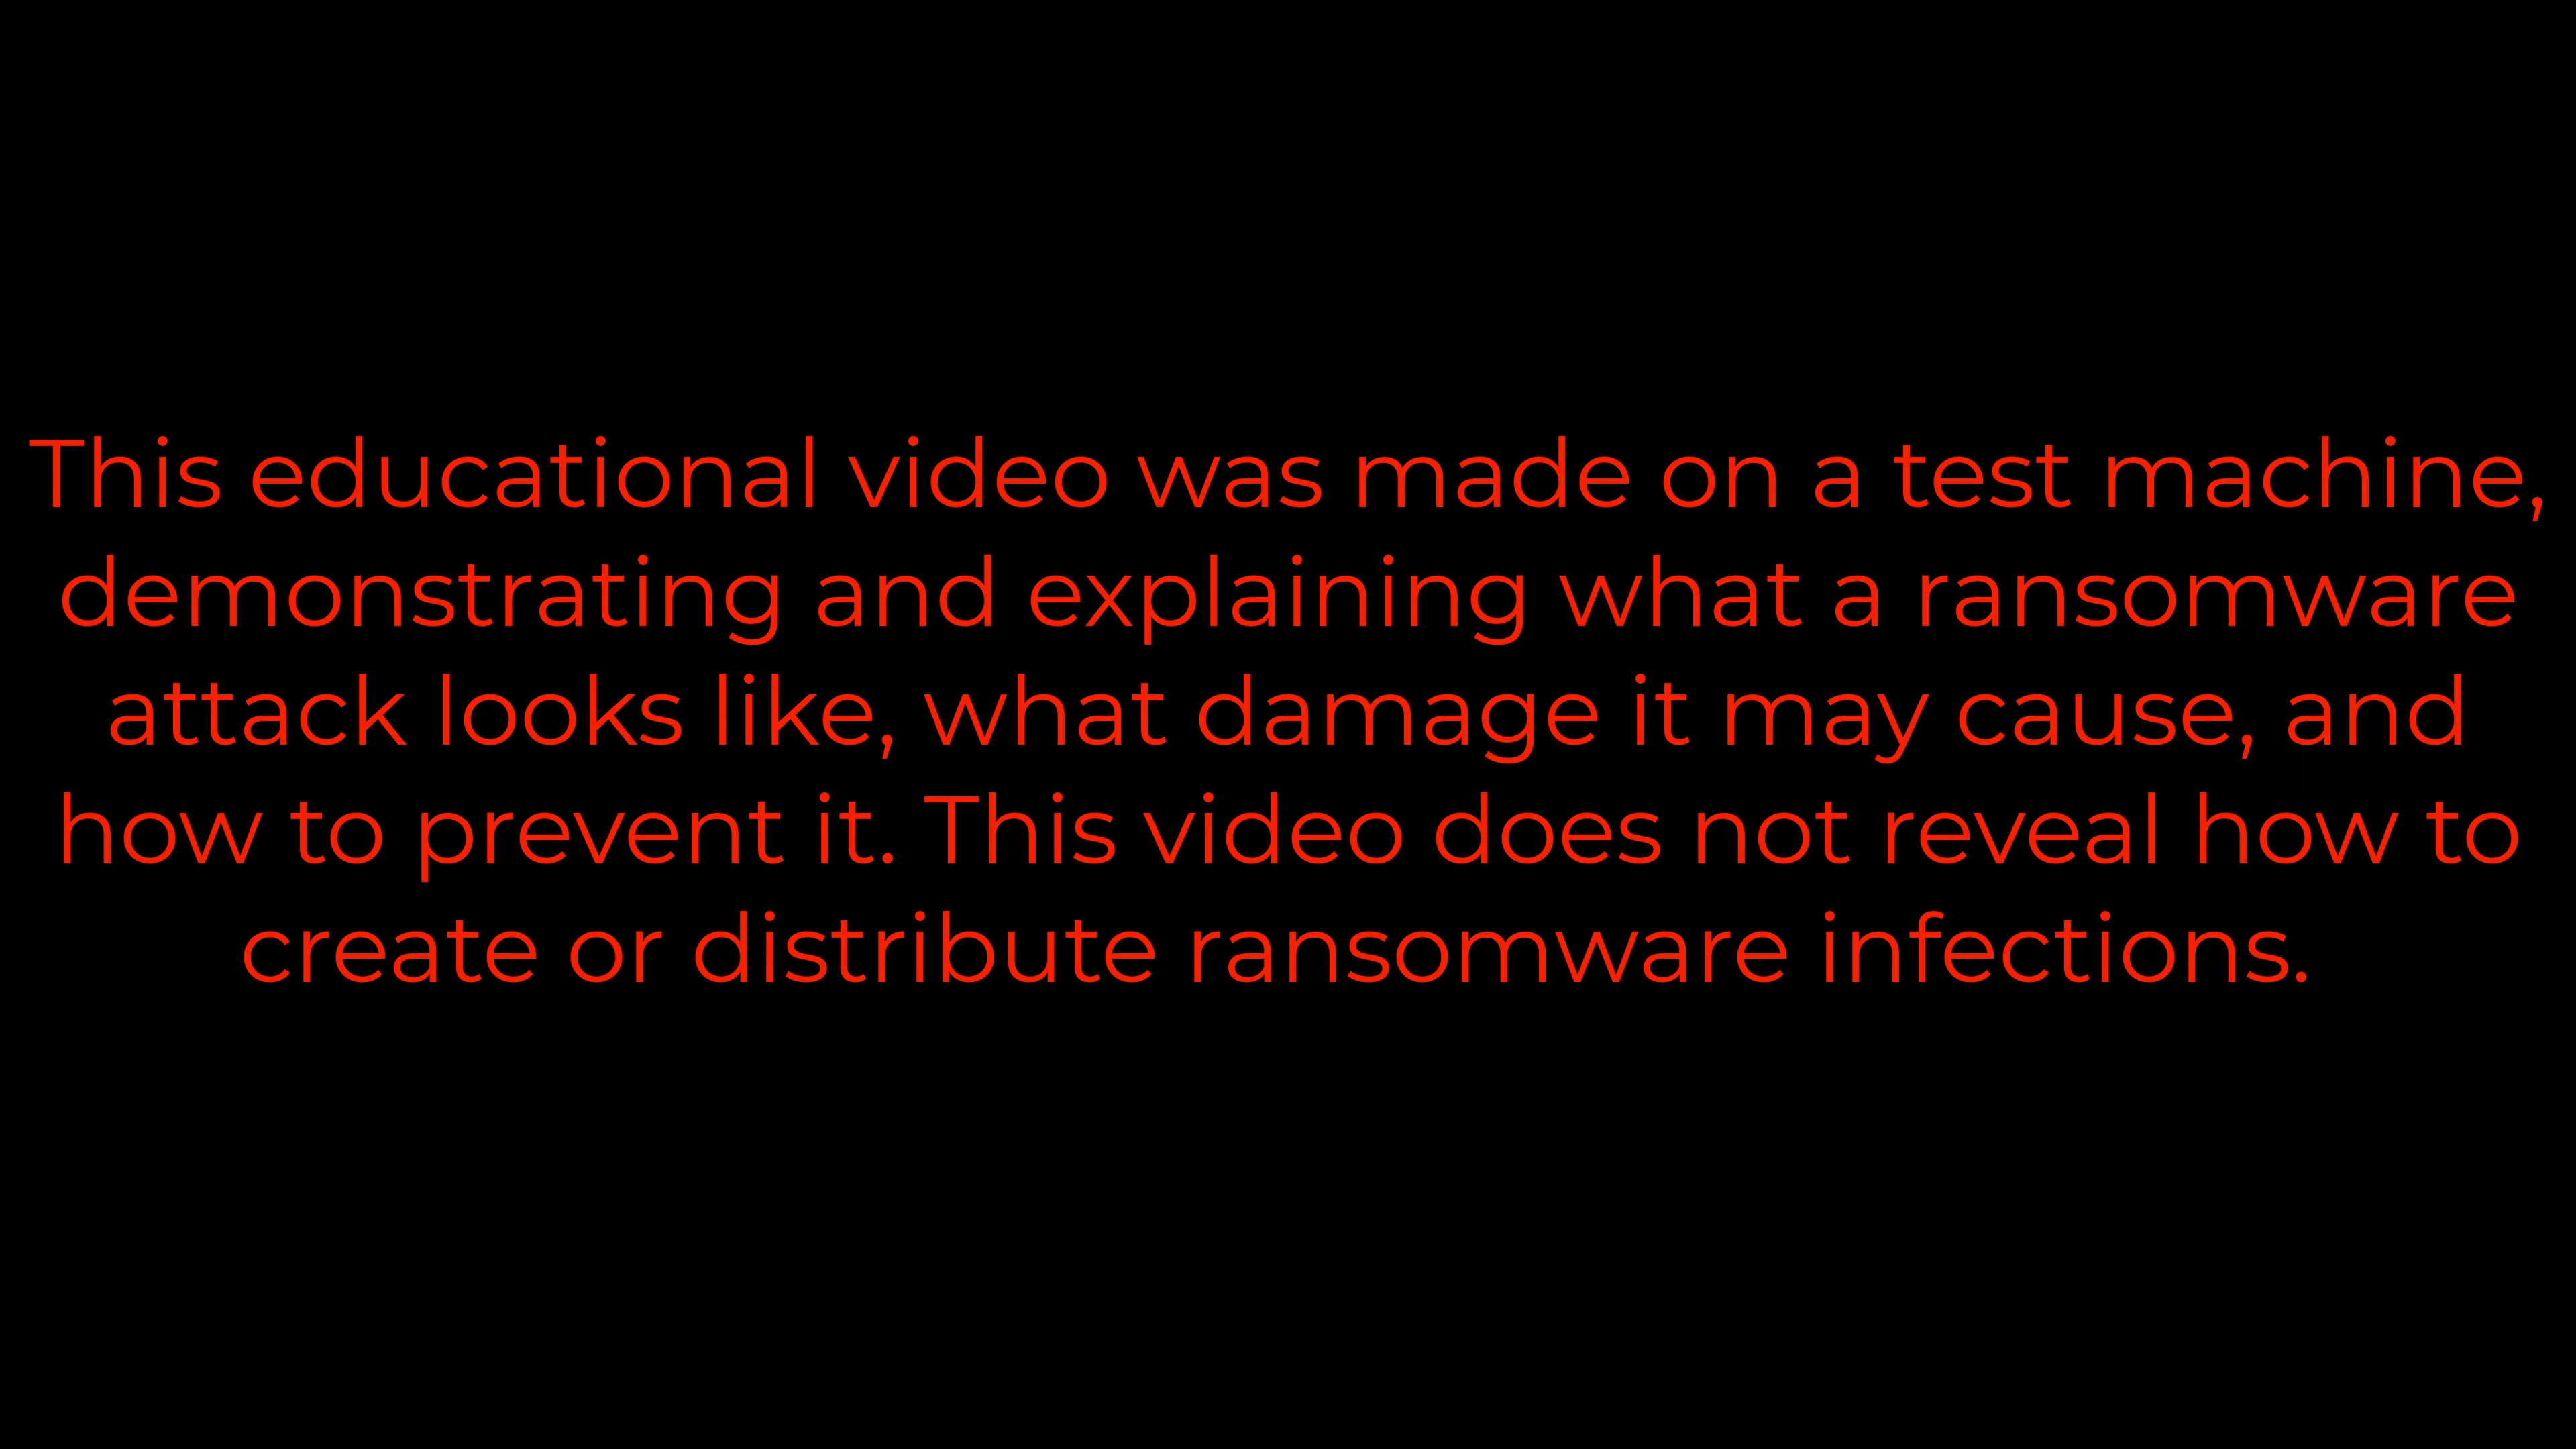 This educational video was made on a test machine,
demonstrating and explaining what a ransomware
attack looks like, what damage it may cause, and
how to prevent it. This video does not reveal how to
create or distribute ransomware infections.